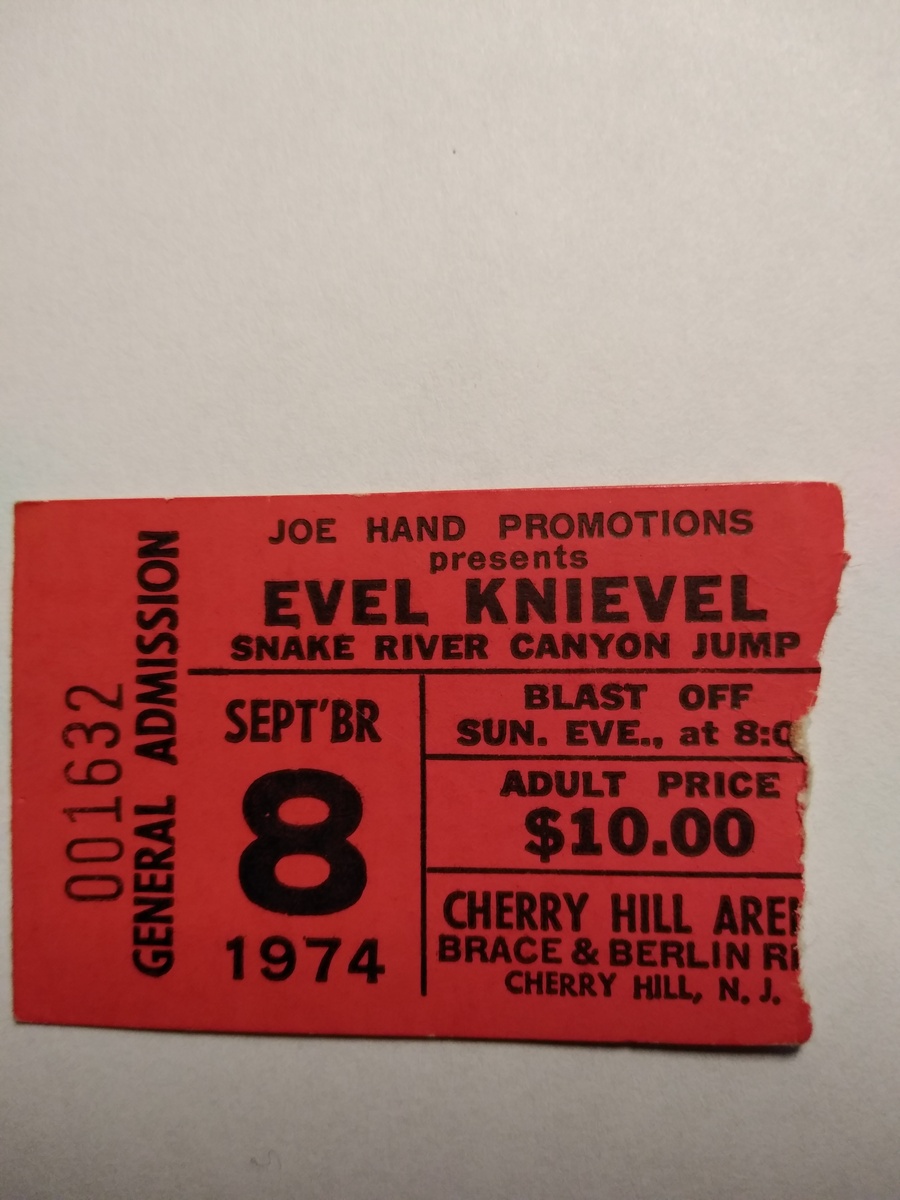 001632
GENERAL ADMISSION
JOE HAND PROMOTIONS
presents
EVEL KNIEVEL
SNAKE RIVER CANYON JUMP
SEPT'BR
8
1974
BLAST OFF
SUN. EVE., at 8:0
ADULT PRICE
$10.00
CHERRY HILL
BRACE & BERLIN
CHERRY HILL, N. J.